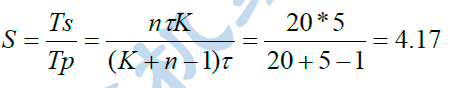 S = Ts/Tp = nτK/((K + n − 1)τ) = 20*5/(20 + 5 − 1) = 4.17